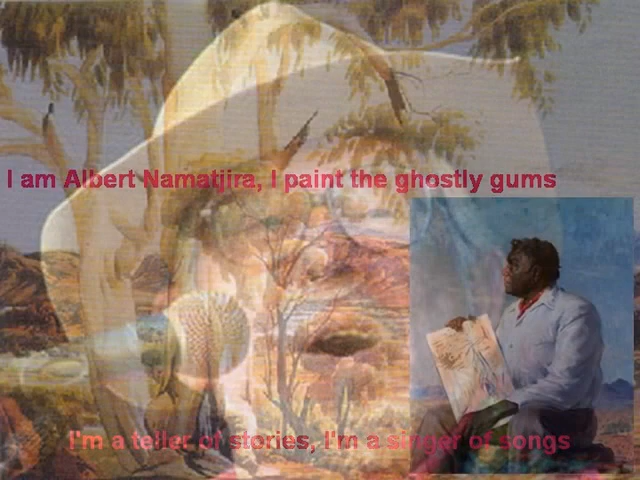 I am Albert Namatjira, I paint the ghostly gums
I'm a teller of stories, I'm a singer of songs